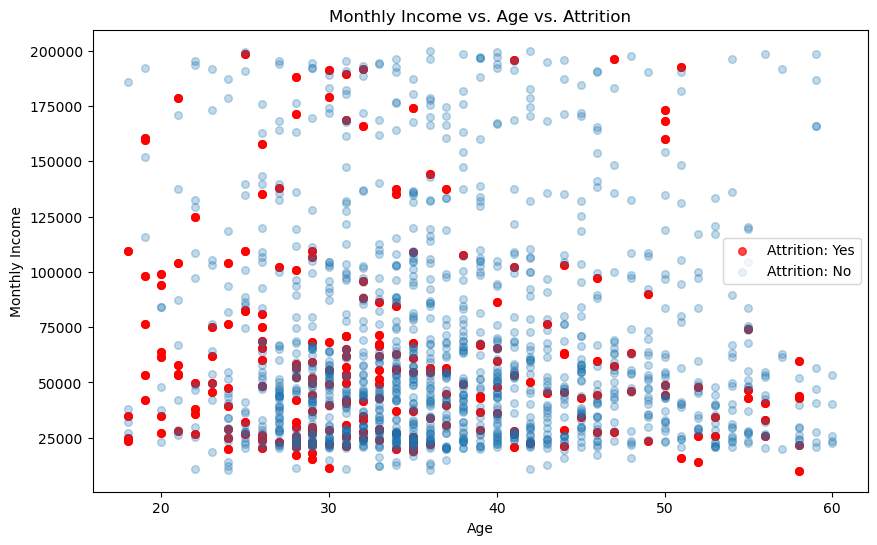 Monthly Income vs. Age vs. Attrition
200000
175000
150000
125000
100000
75000
50000
25000
Monthly Income
Attrition: Yes
Attrition: No
20
30
40
50
60
Age